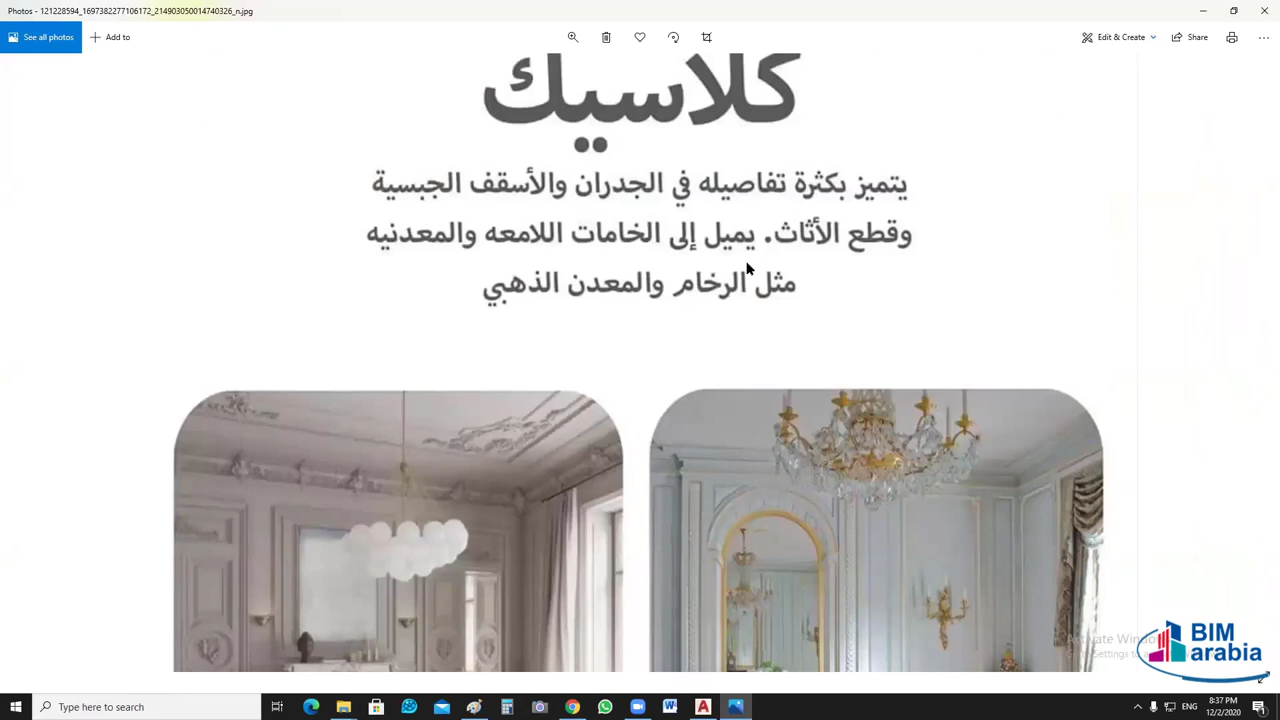 Photos - 121228594_1697382277106172_214903050014740326_n.jpg
See all photos
Add to
Edit & Create
Share
كلاسيك
يتميز بكثرة تفاصيله في الجدران والأسقف الجبسية
وقطع الأثاث. يميل إلى الخامات اللامعه والمعدنيه
مثل الرخام والمعدن الذهبي
BIM
arabia
Type here to search
ENG
8:37 PM
12/2/2020